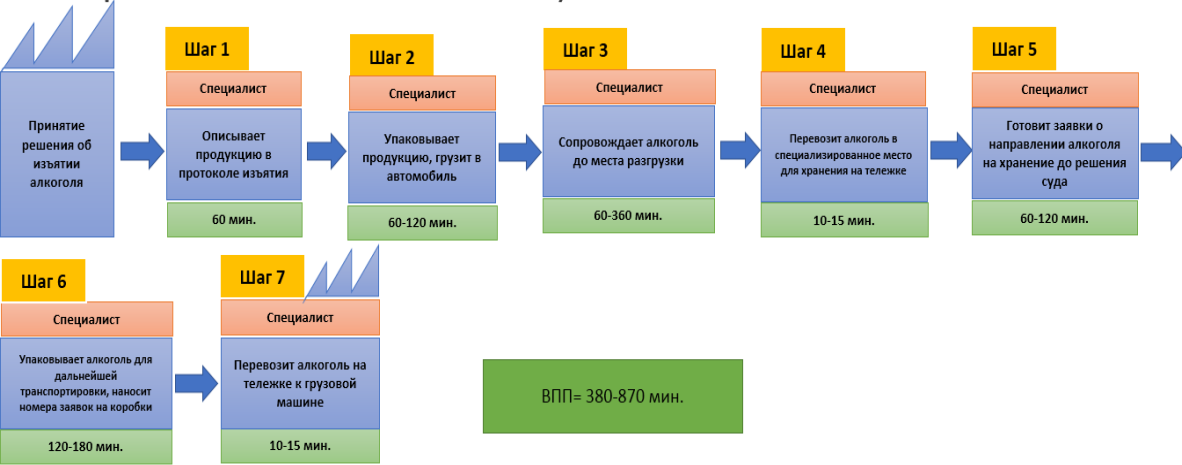 Принятие
решения об
изъятии
алкоголя
Шаг 1
Специалист
Описывает
продукцию в
протоколе изъятия
60 мин.
Шаг 2
Специалист
Упаковывает
продукцию, грузит в
автомобиль
60-120 мин.
Шаг 3
Специалист
Сопровождает алкоголь
до места разгрузки
60-360 мин.
Шаг 4
Специалист
Перевозит алкоголь в
специализированное место
для хранения на тележке
10-15 мин.
Шаг 5
Специалист
Готовит заявки о
направлении алкоголя
на хранение до решения
суда
60-120 мин.
Шаг 6
Специалист
Упаковывает алкоголь для
дальнейшей
транспортировки, наносит
номера заявок на коробки
120-180 мин.
Шаг 7
Специалист
Перевозит алкоголь на
тележке к грузовой
машине
10-15 мин.
ВПП= 380-870 мин.